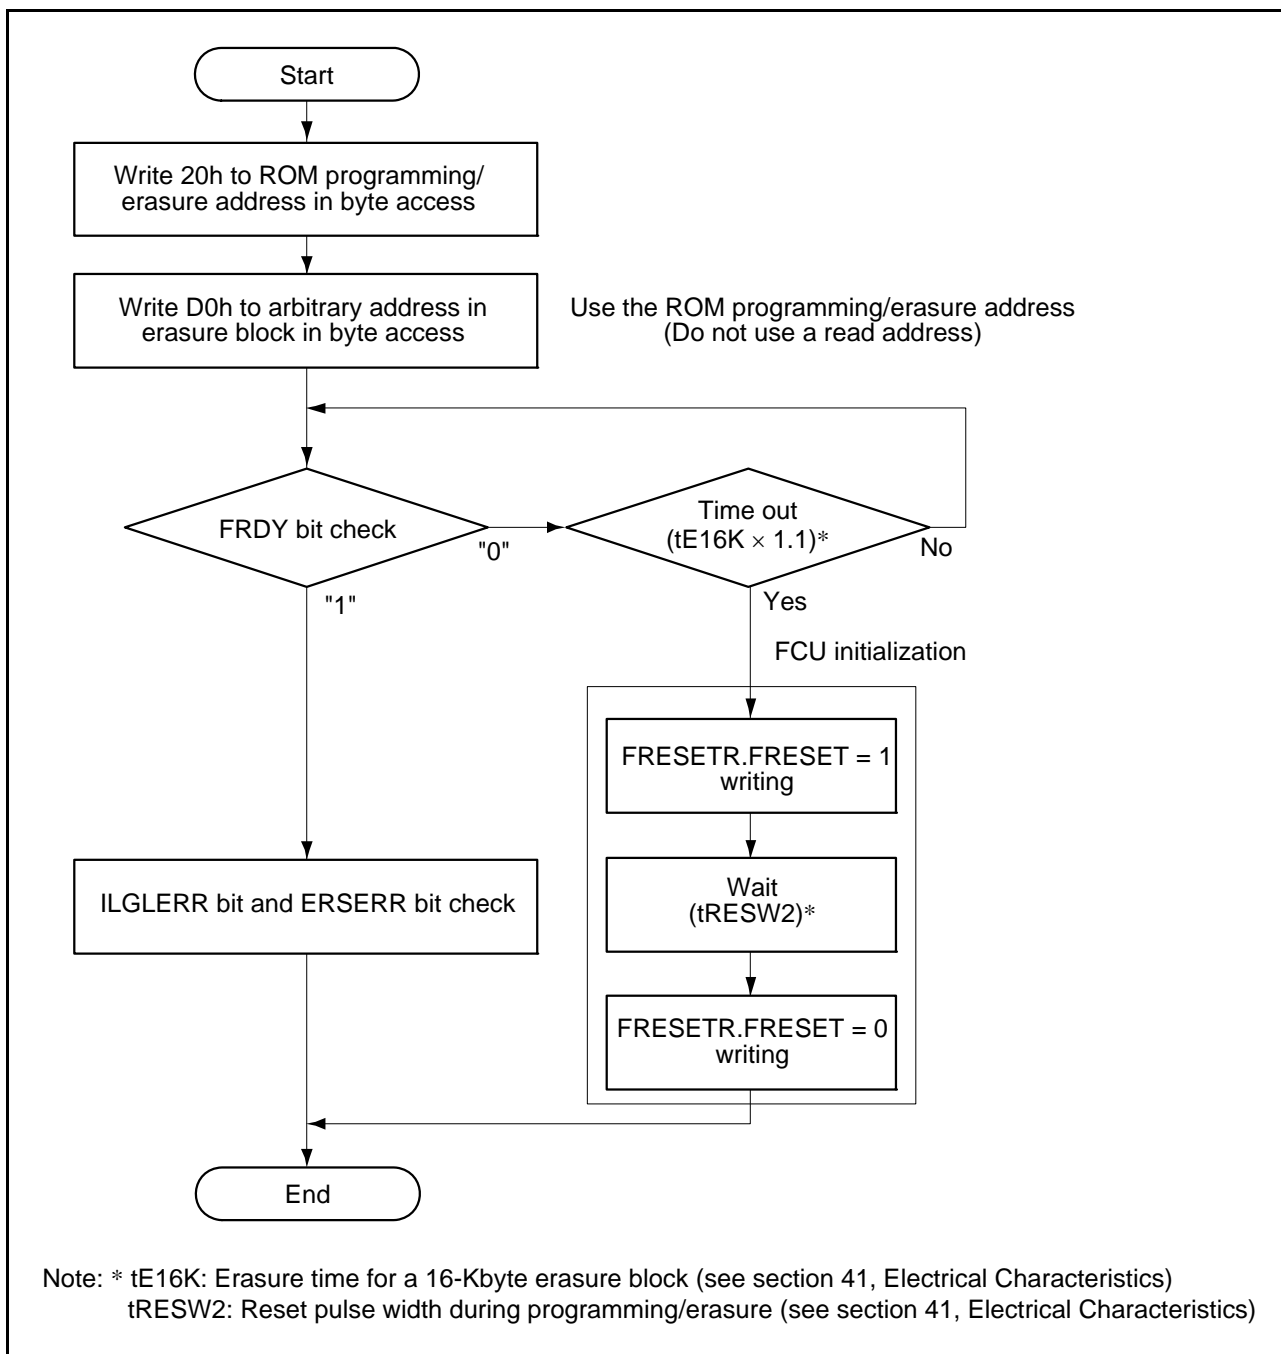 Start
Write 20h to ROM programming/
erasure address in byte access
Write D0h to arbitrary address in
erasure block in byte access
Use the ROM programming/erasure address
(Do not use a read address)
FRDY bit check
"0"
"1"
Time out
(tE16K × 1.1)*
No
Yes
FCU initialization
FRESETR.FRESET = 1
writing
Wait
(tRESW2)*
FRESETR.FRESET = 0
writing
ILGLERR bit and ERSERR bit check
End
Note: * tE16K: Erasure time for a 16-Kbyte erasure block (see section 41, Electrical Characteristics)
tRESW2: Reset pulse width during programming/erasure (see section 41, Electrical Characteristics)